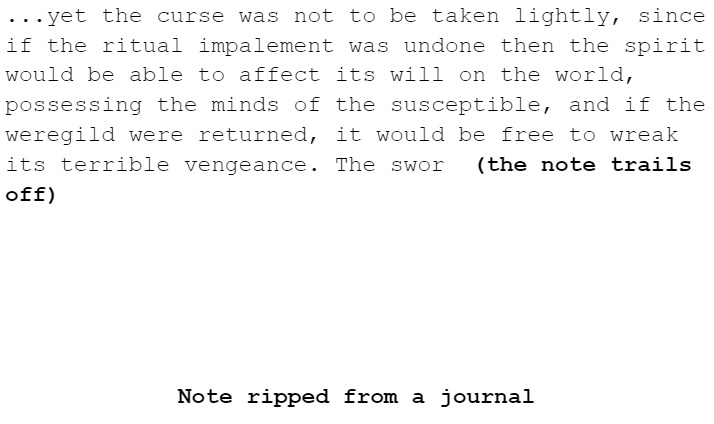 ...yet the curse was not to be taken lightly, since
if the ritual impalement was undone then the spirit
would be able to affect its will on the world,
possessing the minds of the susceptible, and if the
weregild were returned, it would be free to wreak
its terrible vengeance. The swor (the note trails
off)
Note ripped from a journal